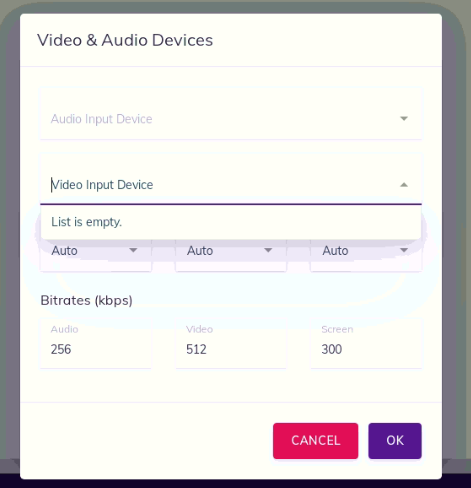 Video & Audio Devices
Audio Input Device
Video Input Device
List is empty.
Auto
Auto
Auto
Bitrates (kbps)
Audio
Video
Screen
256
512
300
CANCEL
OK